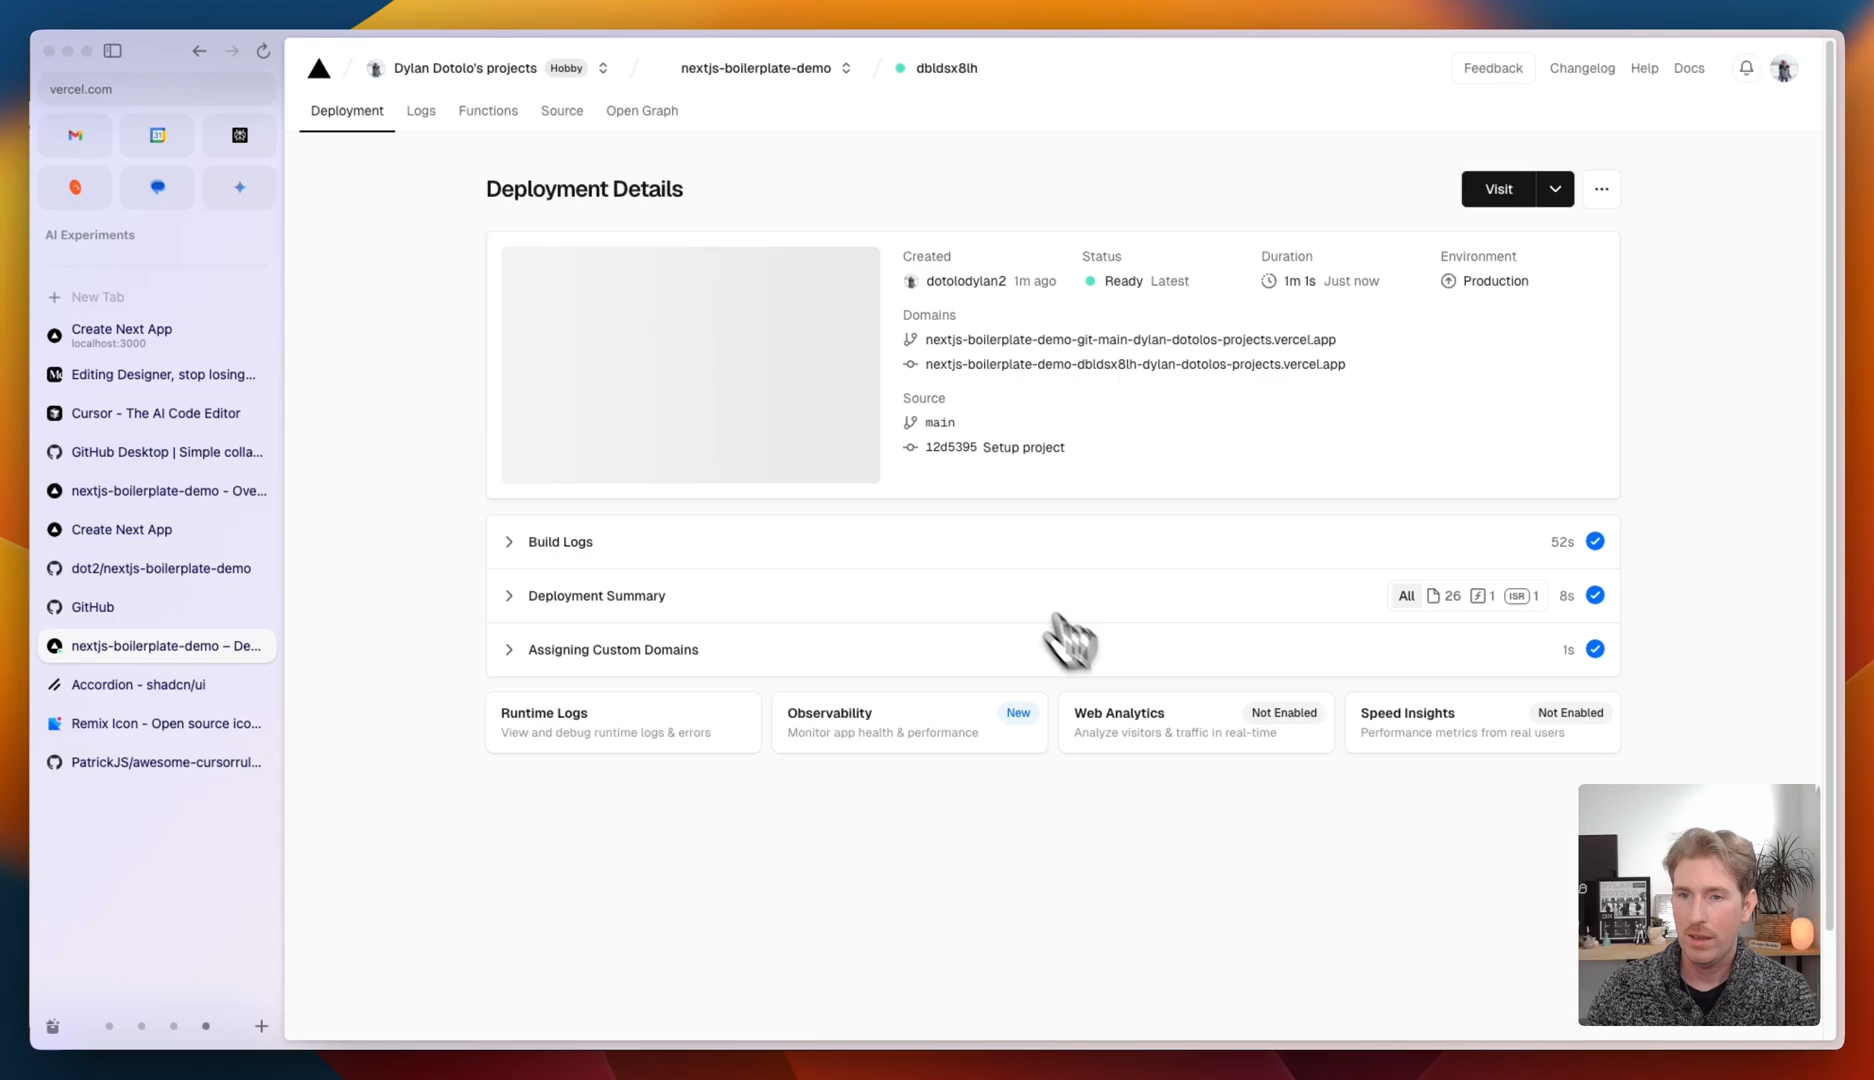 vercel.com
AI Experiments
New Tab
Create Next App
localhost:3000
Editing Designer, stop losing...
Cursor - The AI Code Editor
GitHub Desktop | Simple colla...
nextjs-boilerplate-demo - Ove...
Create Next App
dot2/nextjs-boilerplate-demo
GitHub
nextjs-boilerplate-demo – De...
Accordion - shadcn/ui
Remix Icon - Open source ico...
PatrickJS/awesome-cursorrul...
Dylan Dotolo's projects Hobby
nextjs-boilerplate-demo
dbldsx8lh
Feedback
Changelog
Help
Docs
Deployment
Logs
Functions
Source
Open Graph
Deployment Details
Visit
Created
dotolodylan2 1m ago
Status
Ready Latest
Duration
1m 1s Just now
Environment
Production
Domains
nextjs-boilerplate-demo-git-main-dylan-dotolos-projects.vercel.app
nextjs-boilerplate-demo-dbldsx8lh-dylan-dotolos-projects.vercel.app
Source
main
12d5395 Setup project
Build Logs
52s
Deployment Summary
All 26 1 ISR 1 8s
Assigning Custom Domains
1s
Runtime Logs
View and debug runtime logs & errors
Observability New
Monitor app health & performance
Web Analytics Not Enabled
Analyze visitors & traffic in real-time
Speed Insights Not Enabled
Performance metrics from real users